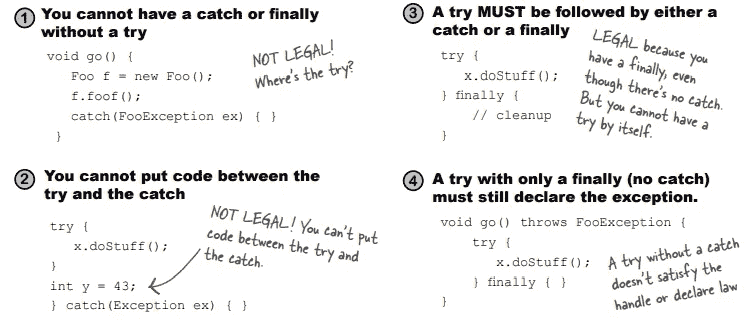 1 You cannot have a catch or finally
without a try
void go() {
Foo f = new Foo();
f.foof();
catch(FooException ex) { }
}
NOT LEGAL!
Where's the try?
2 You cannot put code between the
try and the catch
try {
x.doStuff();
}
int y = 43;
} catch(Exception ex) { }
NOT LEGAL! You can't put
code between the try and
the catch.
3 A try MUST be followed by either a
catch or a finally
try {
x.doStuff();
} finally {
// cleanup
}
LEGAL because you
have a finally, even
though there's no catch.
But you cannot have a
try by itself.
4 A try with only a finally (no catch)
must still declare the exception.
void go() throws FooException {
try {
x.doStuff();
} finally { }
}
A try without a catch
doesn't satisfy the
handle or declare law